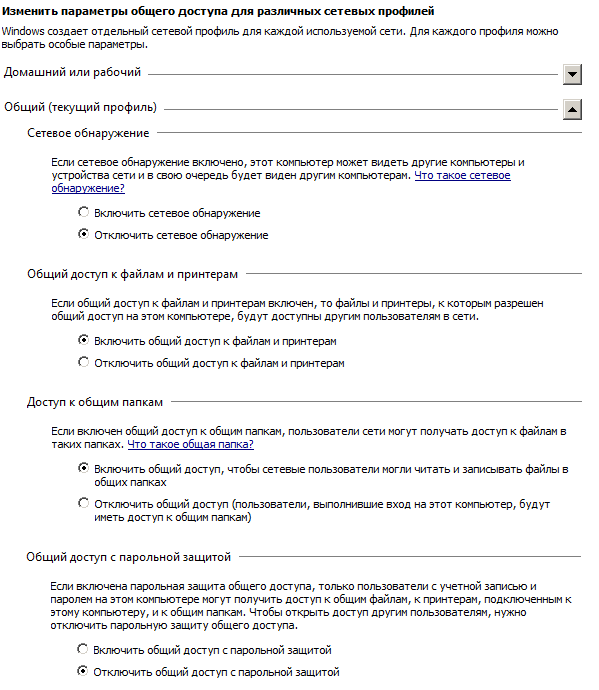 Изменить параметры общего доступа для различных сетевых профилей
Windows создает отдельный сетевой профиль для каждой используемой сети. Для каждого профиля можно
выбрать особые параметры.
Домашний или рабочий
Общий (текущий профиль)
Сетевое обнаружение
Если сетевое обнаружение включено, этот компьютер может видеть другие компьютеры и
устройства сети и в свою очередь будет виден другим компьютерам. Что такое сетевое
обнаружение?
Включить сетевое обнаружение
Отключить сетевое обнаружение
Общий доступ к файлам и принтерам
Если общий доступ к файлам и принтерам включен, то файлы и принтеры, к которым разрешен
общий доступ на этом компьютере, будут доступны другим пользователям в сети.
Включить общий доступ к файлам и принтерам
Отключить общий доступ к файлам и принтерам
Доступ к общим папкам
Если включен общий доступ к общим папкам, пользователи сети могут получать доступ к файлам в
таких папках. Что такое общая папка?
Включить общий доступ, чтобы сетевые пользователи могли читать и записывать файлы в
общих папках
Отключить общий доступ (пользователи, выполнившие вход на этот компьютер, будут
иметь доступ к общим папкам)
Общий доступ с парольной защитой
Если включена парольная защита общего доступа, только пользователи с учетной записью и
паролем на этом компьютере могут получить доступ к общим файлам, к принтерам, подключенным к
этому компьютеру, и к общим папкам. Чтобы открыть доступ другим пользователям, нужно
отключить парольную защиту общего доступа.
Включить общий доступ с парольной защитой
Отключить общий доступ с парольной защитой